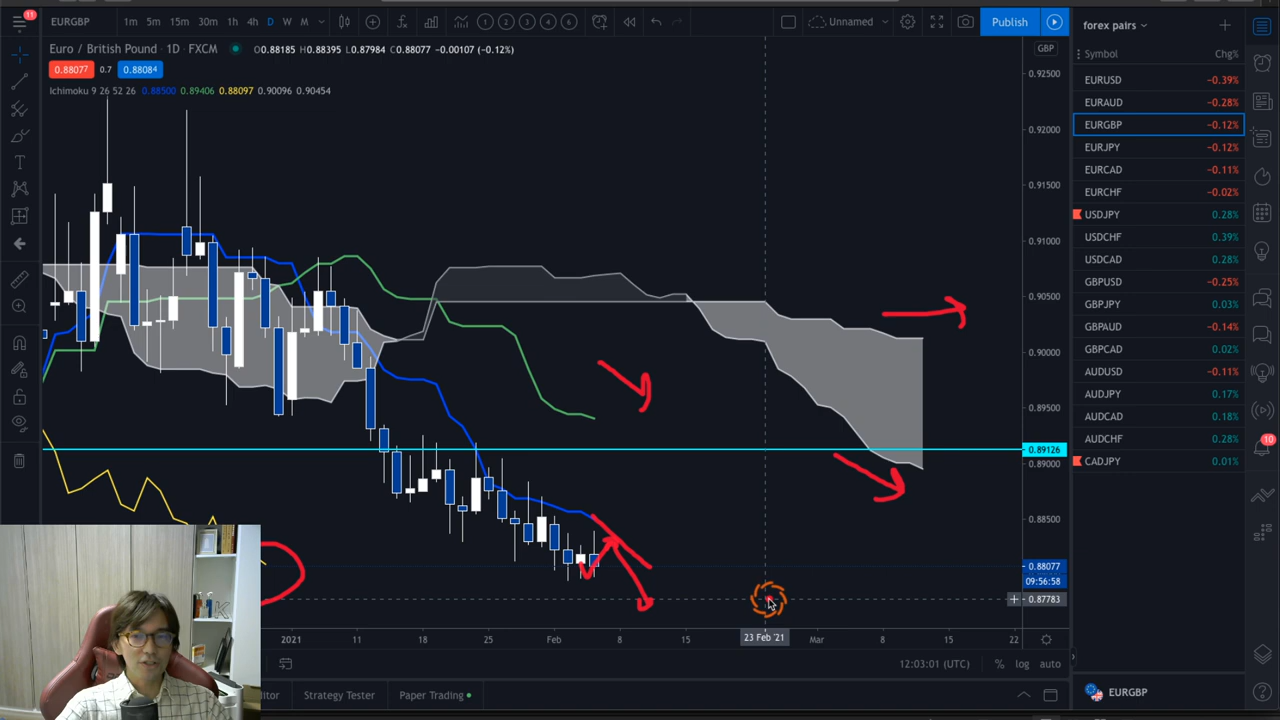 11
EURGBP
1m 5m 15m 30m 1h 4h D W M
1 2 3 4 6
Unnamed
Publish
forex pairs
Euro / British Pound · 1D · FXCM O0.88185 H0.88395 L0.87984 C0.88077 -0.00107 (-0.12%)
0.88077 0.7 0.88084
Ichimoku 9 26 52 26 0.88500 0.89406 0.88097 0.90096 0.90454
GBP
0.92500
0.92000
0.91500
0.91000
0.90500
0.90000
0.89500
0.89126
0.89000
0.88500
0.88077
09:56:58
0.87783
2021 11 18 25 Feb 8 15 23 Feb '21 Mar 8 15 22
12:03:01 (UTC) % log auto
itor Strategy Tester Paper Trading
Symbol Chg%
EURUSD -0.39%
EURAUD -0.28%
EURGBP -0.12%
EURJPY -0.12%
EURCAD -0.11%
EURCHF -0.02%
USDJPY 0.28%
USDCHF 0.39%
USDCAD 0.28%
GBPUSD -0.25%
GBPJPY 0.03%
GBPAUD -0.14%
GBPCAD 0.02%
AUDUSD -0.11%
AUDJPY 0.17%
AUDCAD 0.18%
AUDCHF 0.28%
CADJPY 0.01%
10
EURGBP